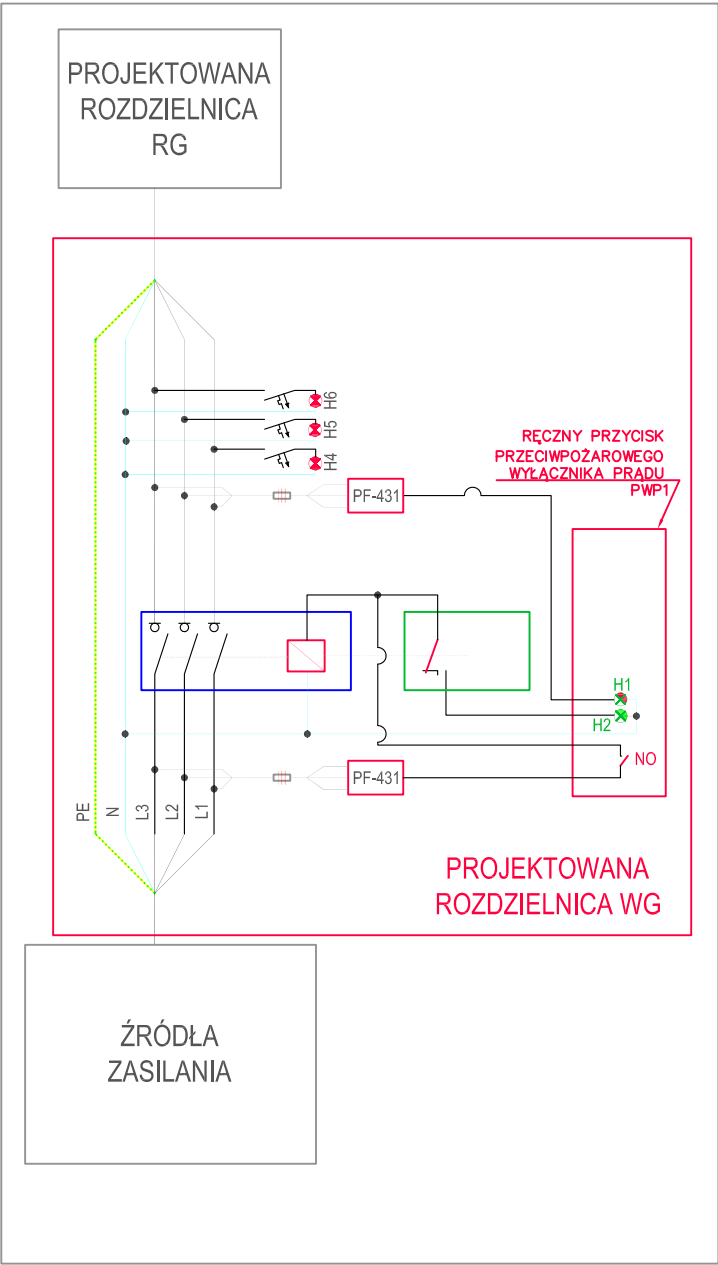 PROJEKTOWANA
ROZDZIELNICA
RG
H6
H5
H4
RĘCZNY PRZYCISK
PRZECIWPOŻAROWEGO
WYŁĄCZNIKA PRĄDU
PWP1
PF-431
H1
H2
NO
PF-431
PE
N
L3
L2
L1
PROJEKTOWANA
ROZDZIELNICA WG
ŹRÓDŁA
ZASILANIA